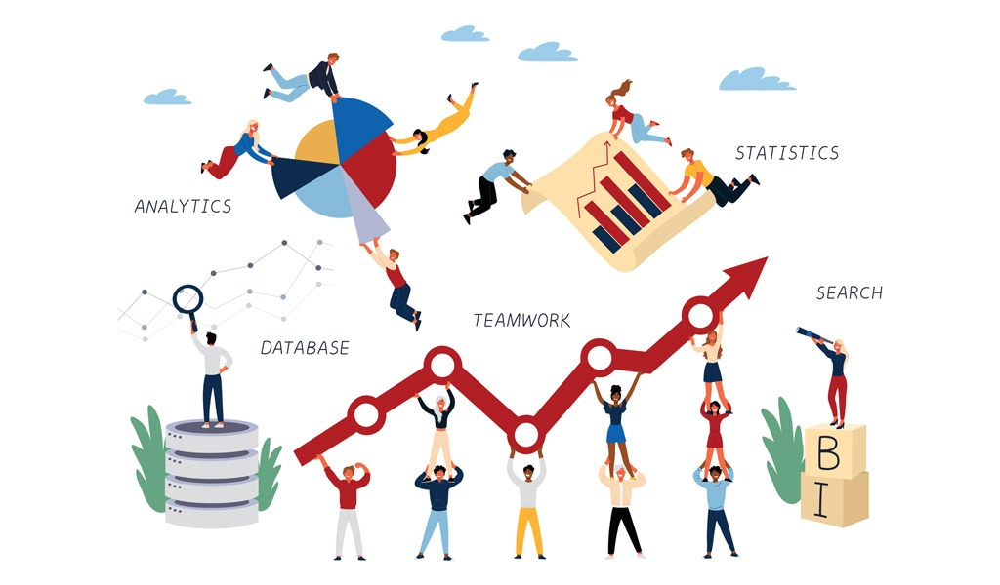 STATISTICS
ANALYTICS
SEARCH
TEAMWORK
DATABASE
B
I